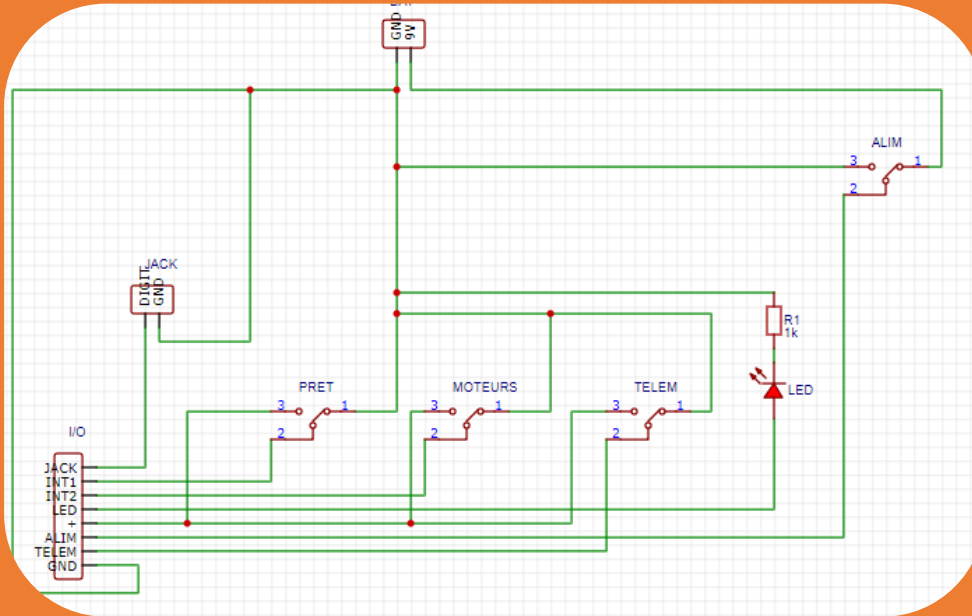 GND
9V
ALIM
3
1
2
JACK
DIGIT
GND
R1
1k
LED
PRET
3
1
2
MOTEURS
3
1
2
TELEM
3
1
2
I/O
JACK
INT1
INT2
LED
+
ALIM
TELEM
GND